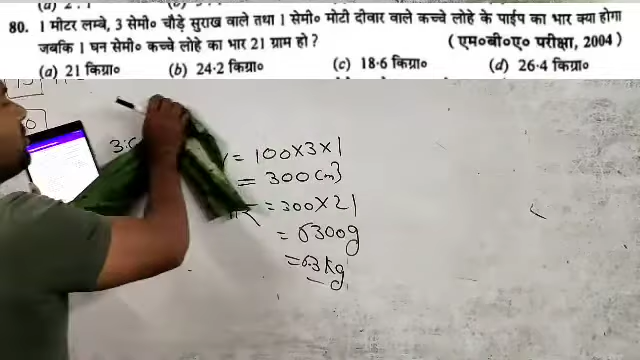 (a) 2.1
80. 1 मीटर लम्बे, 3 सेमी० चौड़े सुराख वाले तथा 1 सेमी० मोटी दीवार वाले कच्चे लोहे के पाईप का भार क्या होगा
जबकि 1 घन सेमी० कच्चे लोहे का भार 21 ग्राम हो ?
(एम०बी०ए० परीक्षा, 2004)
(a) 21 किग्रा० (b) 24·2 किग्रा० (c) 18·6 किग्रा० (d) 26·4 किग्रा०
= 100×3×1
= 300 cm3
= 300×21
= 6300g
= 6.3 kg